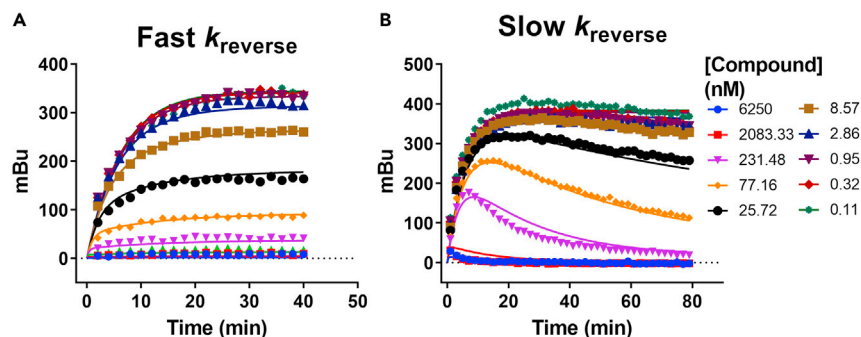 A
Fast k reverse
mBu
400
300
200
100
0
0 10 20 30 40 50
Time (min)
B
Slow k reverse
mBu
500
400
300
200
100
0
0 20 40 60 80
Time (min)
[Compound]
(nM)
6250 8.57
2083.33 2.86
231.48 0.95
77.16 0.32
25.72 0.11